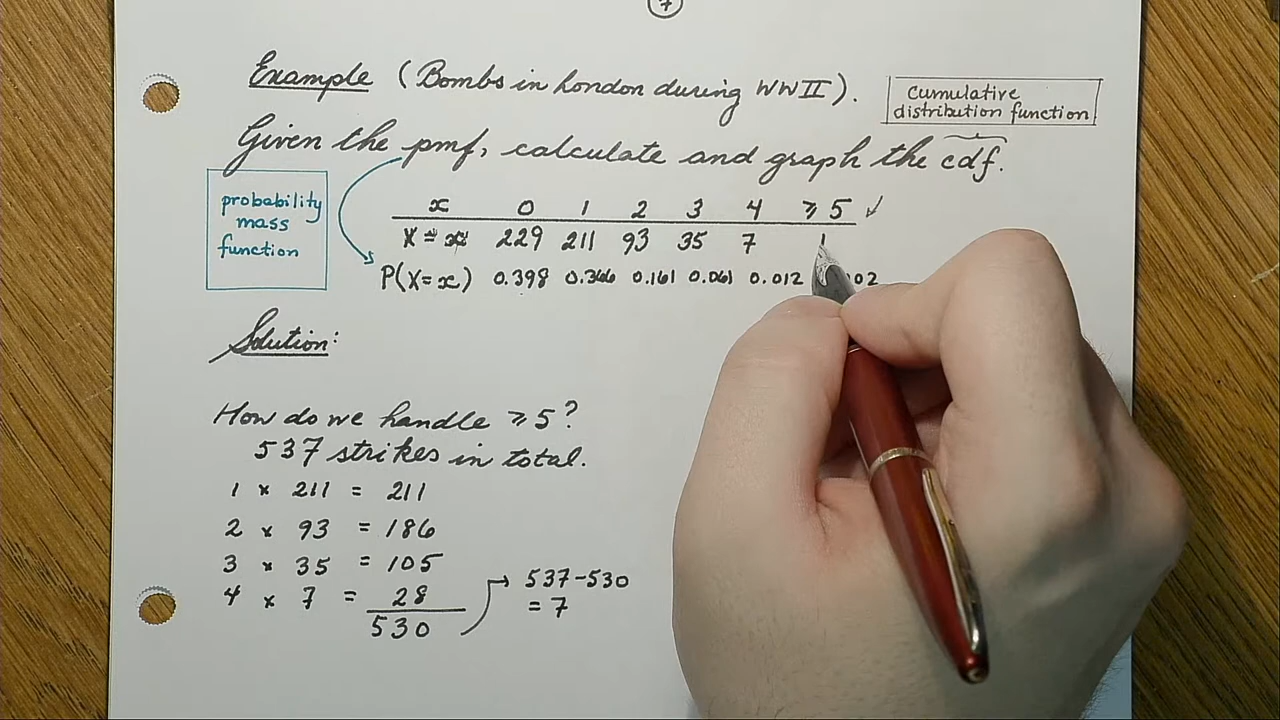 7
Example (Bombs in London during WWII).
Cumulative
distribution function
Given the pmf, calculate and graph the cdf.
probability
mass
function
x 0 1 2 3 4 ≥ 5 ✓
X = x 229 211 93 35 7 1
P(X=x) 0.398 0.366 0.161 0.061 0.012 02
Solution:
How do we handle ≥ 5?
537 strikes in total.
1 × 211 = 211
2 × 93 = 186
3 × 35 = 105
4 × 7 = 28
530
537-530
= 7